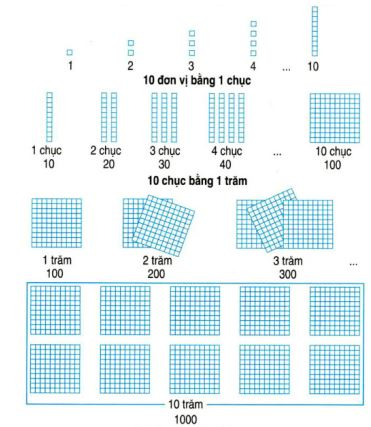 1 2 3 4 ... 10
10 đơn vị bằng 1 chục
1 chục 2 chục 3 chục 4 chục ... 10 chục
10 20 30 40 100
10 chục bằng 1 trăm
1 trăm 2 trăm 3 trăm ...
100 200 300
10 trăm
1000